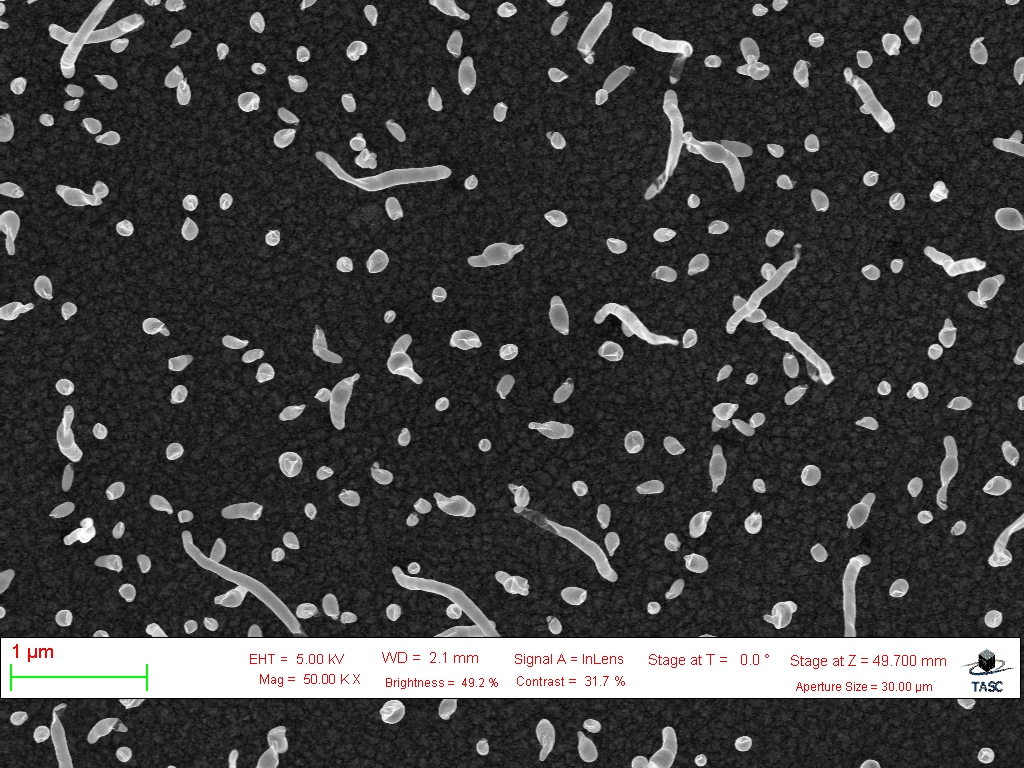 1 µm
EHT = 5.00 kV
WD = 2.1 mm
Signal A = InLens
Stage at T = 0.0 °
Stage at Z = 49.700 mm
Mag = 50.00 K X
Brightness = 49.2 %
Contrast = 31.7 %
Aperture Size = 30.00 µm
TASC